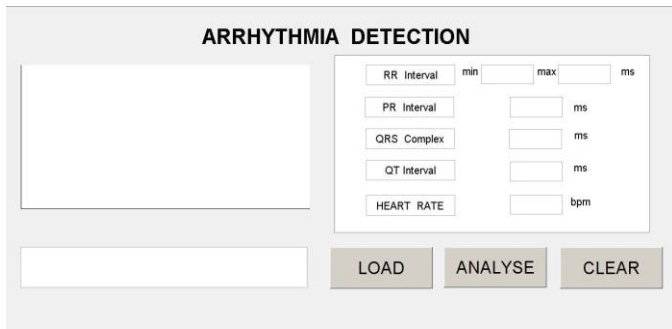 ARRHYTHMIA DETECTION
RR Interval min max ms
PR Interval ms
QRS Complex ms
QT Interval ms
HEART RATE bpm
LOAD ANALYSE CLEAR